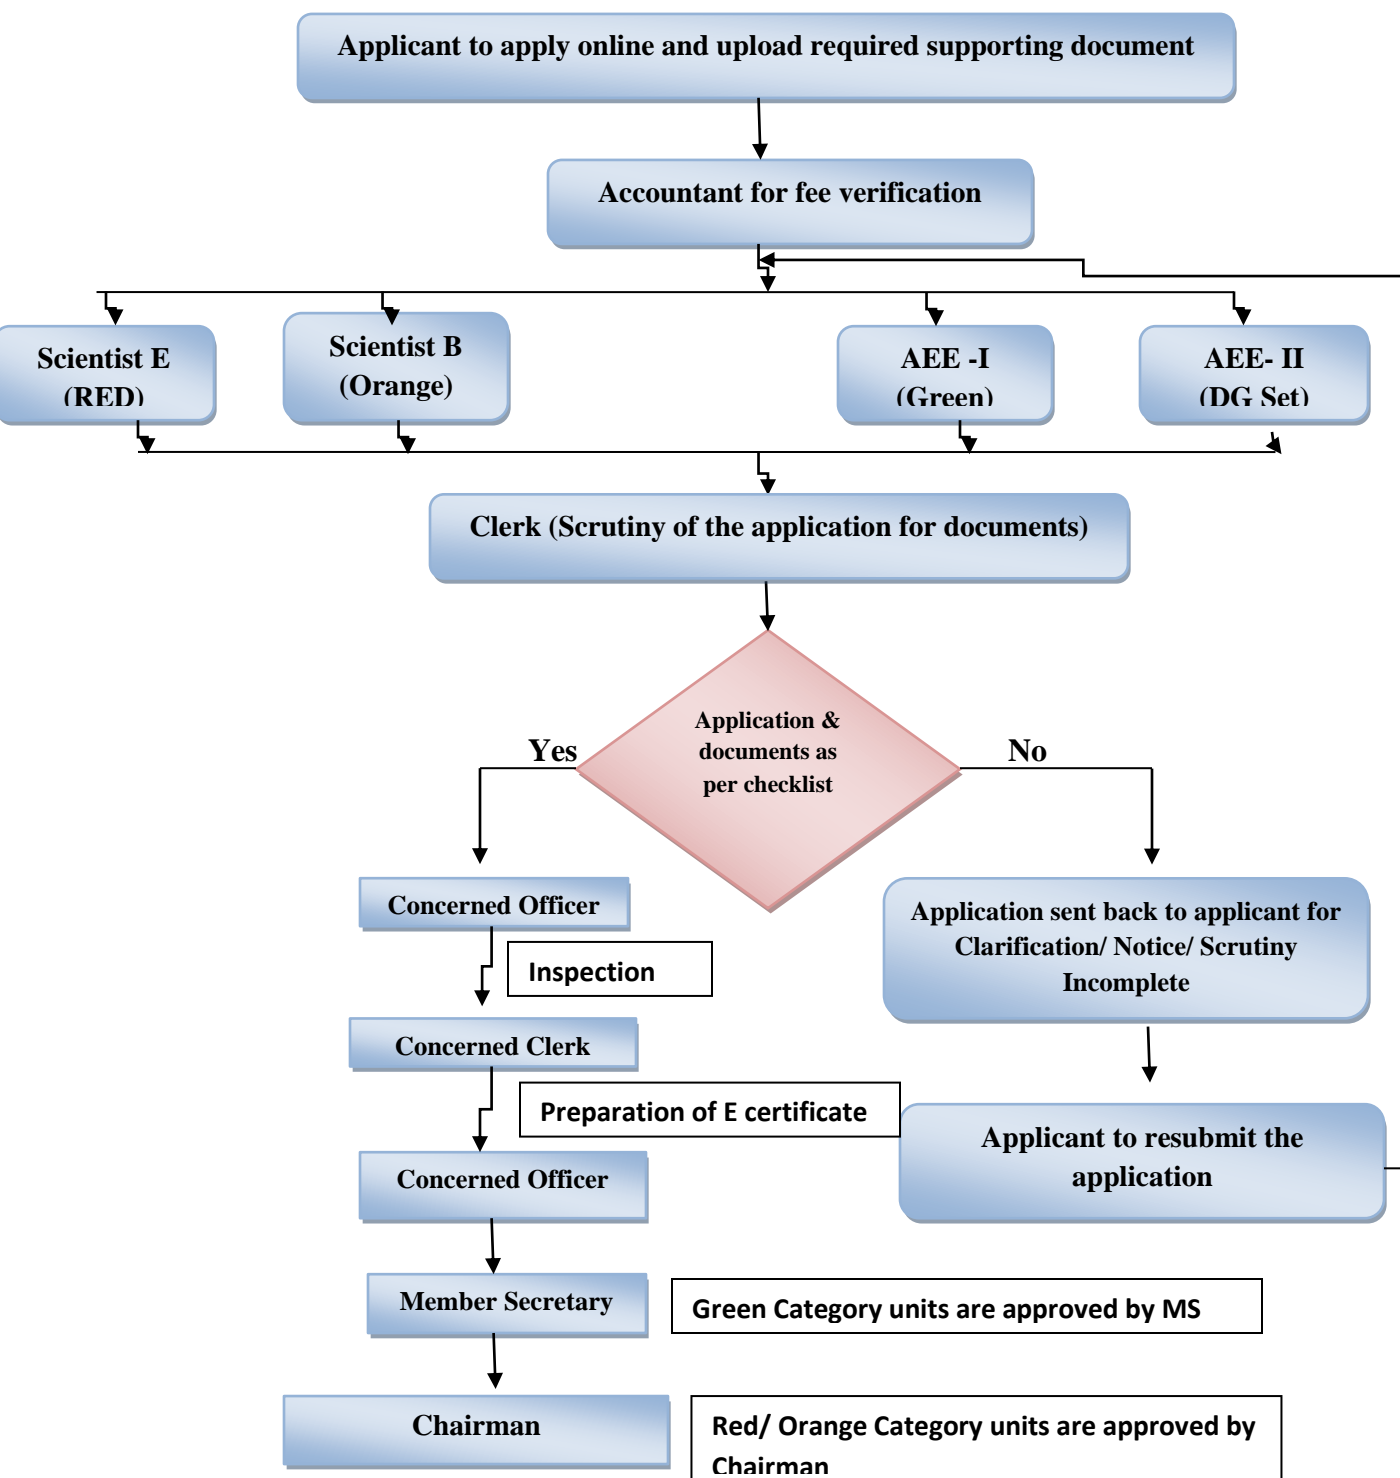 Applicant to apply online and upload required supporting document
Accountant for fee verification
Scientist E
(RED)
Scientist B
(Orange)
AEE -I
(Green)
AEE- II
(DG Set)
Clerk (Scrutiny of the application for documents)
Application &
documents as
per checklist
Yes
No
Concerned Officer
Inspection
Application sent back to applicant for
Clarification/ Notice/ Scrutiny
Incomplete
Concerned Clerk
Preparation of E certificate
Applicant to resubmit the
application
Concerned Officer
Member Secretary
Green Category units are approved by MS
Chairman
Red/ Orange Category units are approved by
Chairman